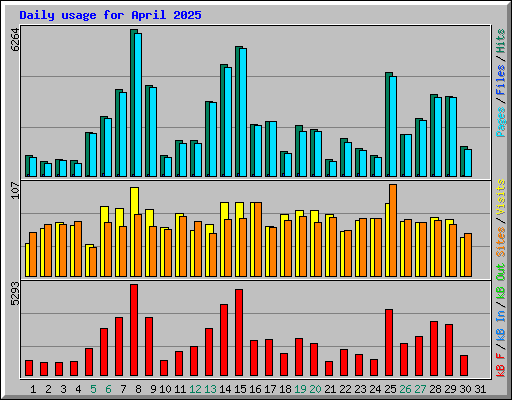 Daily usage for April 2025
6264
Pages / Files / Hits
107
Sites / Visits
5293
kB F / kB In / kB Out
1 2 3 4 5 6 7 8 9 10 11 12 13 14 15 16 17 18 19 20 21 22 23 24 25 26 27 28 29 30 31